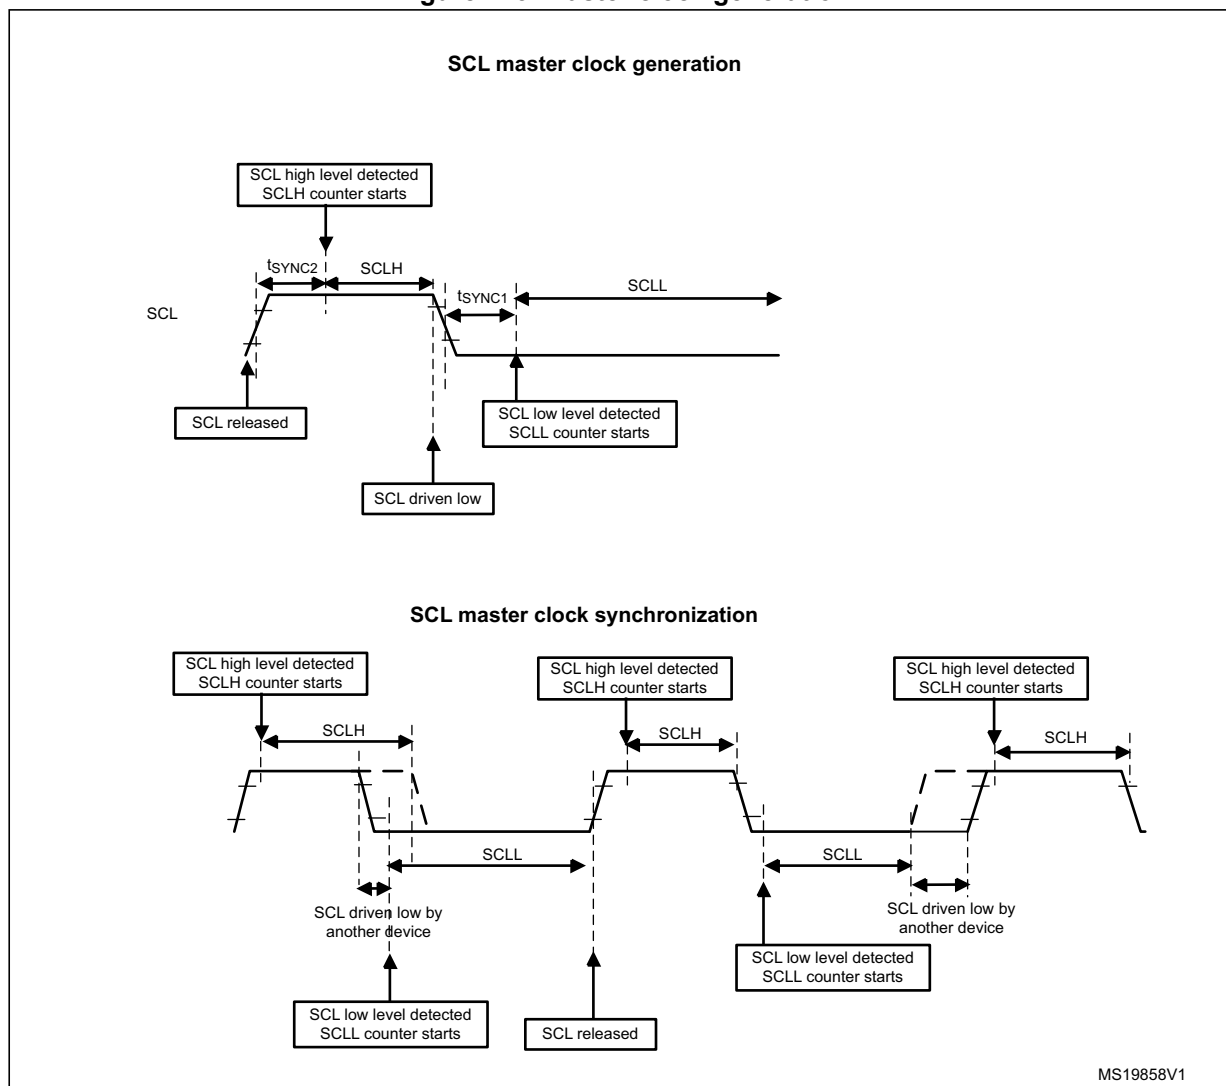 SCL master clock generation
SCL high level detected
SCLH counter starts
tSYNC2
SCLH
tSYNC1
SCLL
SCL
SCL released
SCL low level detected
SCLL counter starts
SCL driven low
SCL master clock synchronization
SCL high level detected
SCLH counter starts
SCL high level detected
SCLH counter starts
SCL high level detected
SCLH counter starts
SCLH
SCLH
SCLH
SCLL
SCLL
SCL driven low by
another device
SCL driven low by
another device
SCL low level detected
SCLL counter starts
SCL low level detected
SCLL counter starts
SCL released
MS19858V1